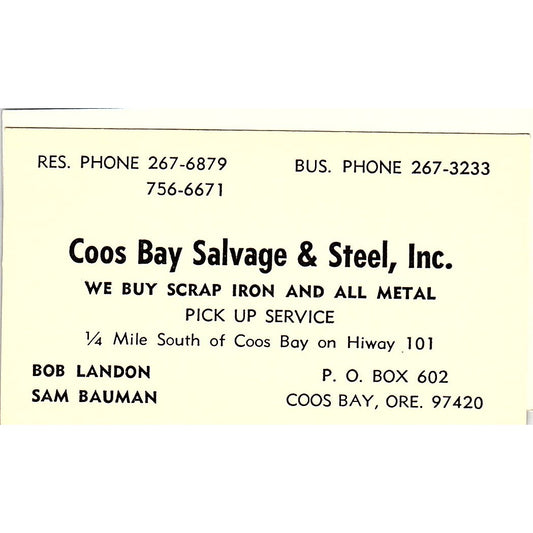 RES. PHONE 267-6879 BUS. PHONE 267-3233
756-6671
Coos Bay Salvage & Steel, Inc.
WE BUY SCRAP IRON AND ALL METAL
PICK UP SERVICE
¼ Mile South of Coos Bay on Hiway 101
BOB LANDON P. O. BOX 602
SAM BAUMAN COOS BAY, ORE. 97420